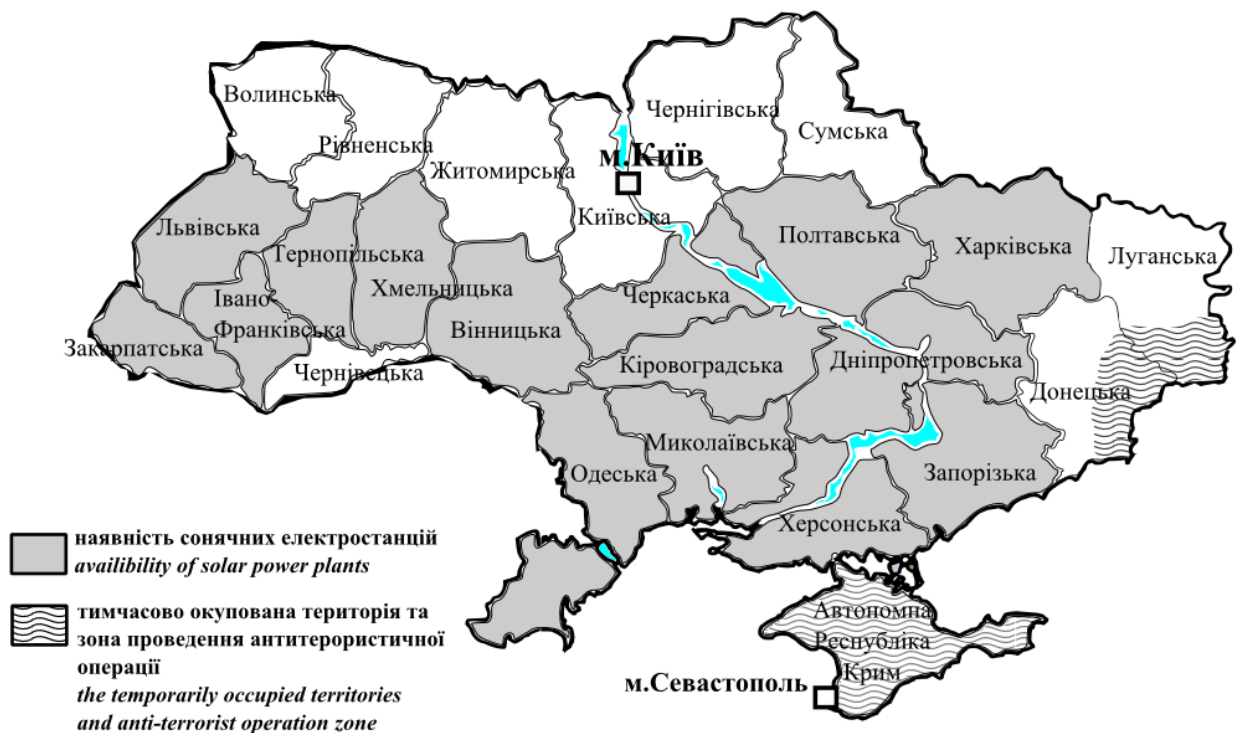 Волинська
Рівненська
Житомирська
Чернігівська
Сумська
м.Київ
Київська
Львівська
Тернопільська
Хмельницька
Івано-
Франківська
Закарпатська
Чернівецька
Вінницька
Черкаська
Полтавська
Харківська
Луганська
Кіровоградська
Дніпропетровська
Донецька
Миколаївська
Одеська
Запорізька
Херсонська
Автономна
Республіка
Крим
м.Севастополь
наявність сонячних електростанцій
availibility of solar power plants
тимчасово окупована територія та
зона проведення антитерористичної
операції
the temporarily occupied territories
and anti-terrorist operation zone